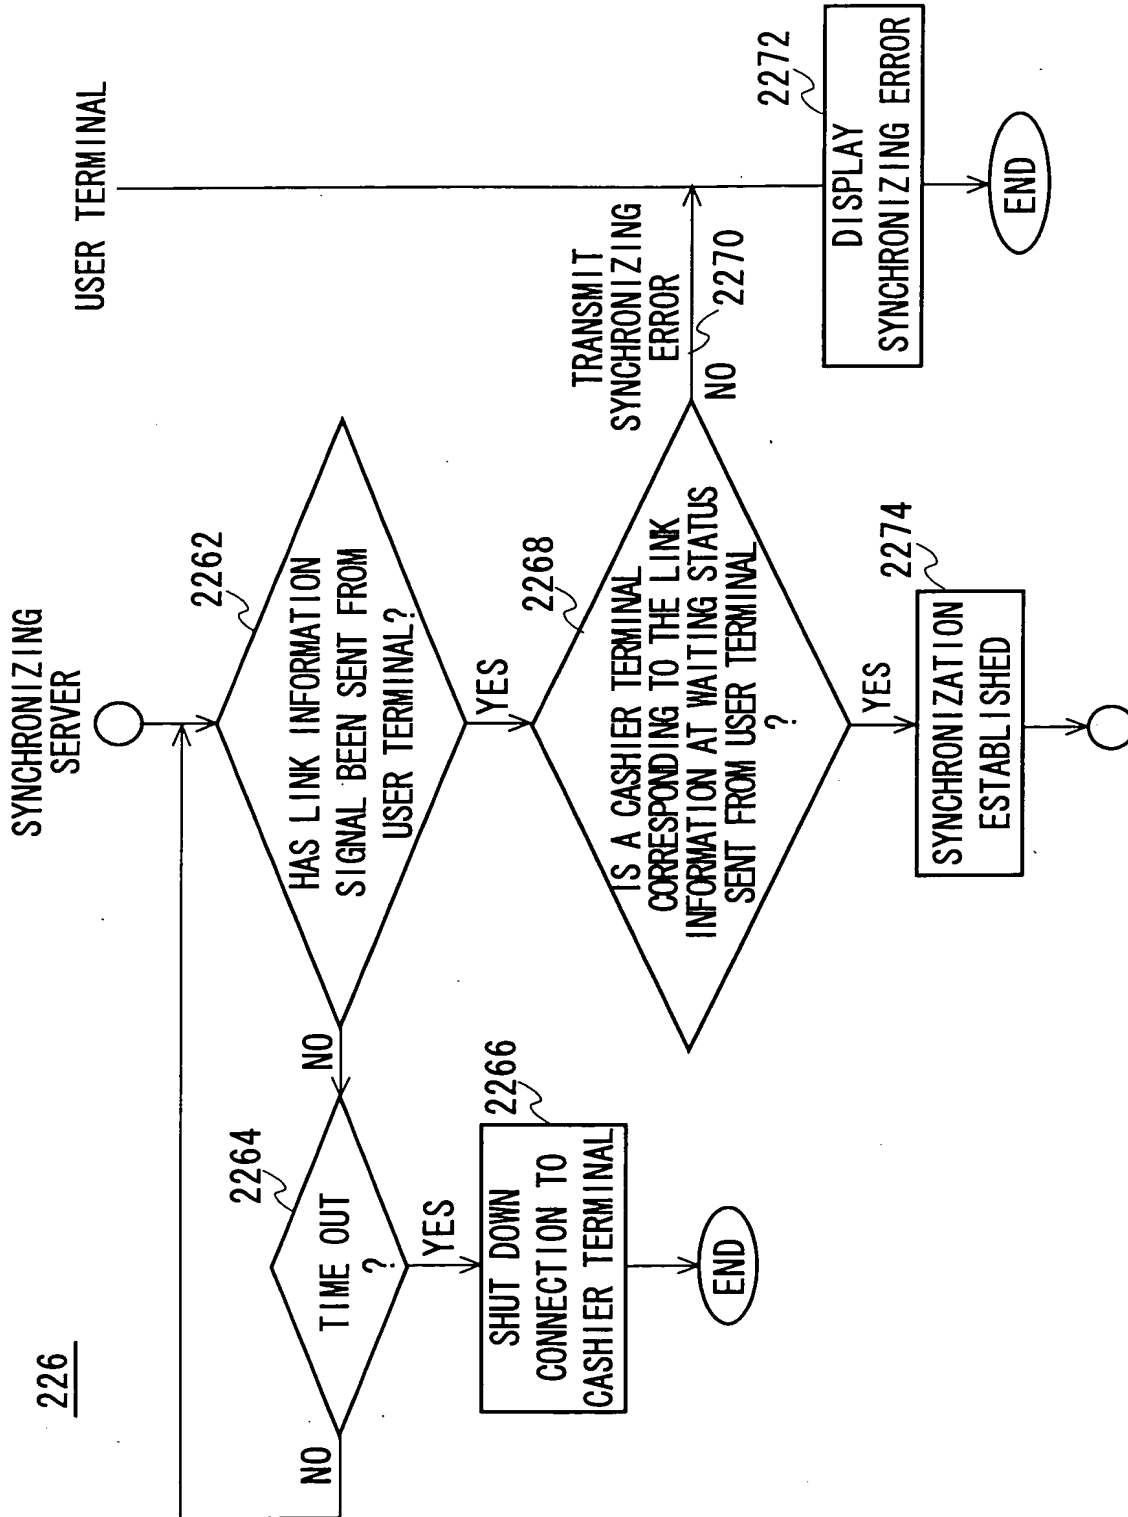 226
SYNCHRONIZING
SERVER
USER TERMINAL
2262
HAS LINK INFORMATION
SIGNAL BEEN SENT FROM
USER TERMINAL?
NO
YES
2264
TIME OUT
?
NO
YES
2266
SHUT DOWN
CONNECTION TO
CASHIER TERMINAL
END
2268
IS A CASHIER TERMINAL
CORRESPONDING TO THE LINK
INFORMATION AT WAITING STATUS
SENT FROM USER TERMINAL
?
NO
TRANSMIT
SYNCHRONIZING
ERROR
2270
YES
2272
DISPLAY
SYNCHRONIZING ERROR
END
2274
SYNCHRONIZATION
ESTABLISHED